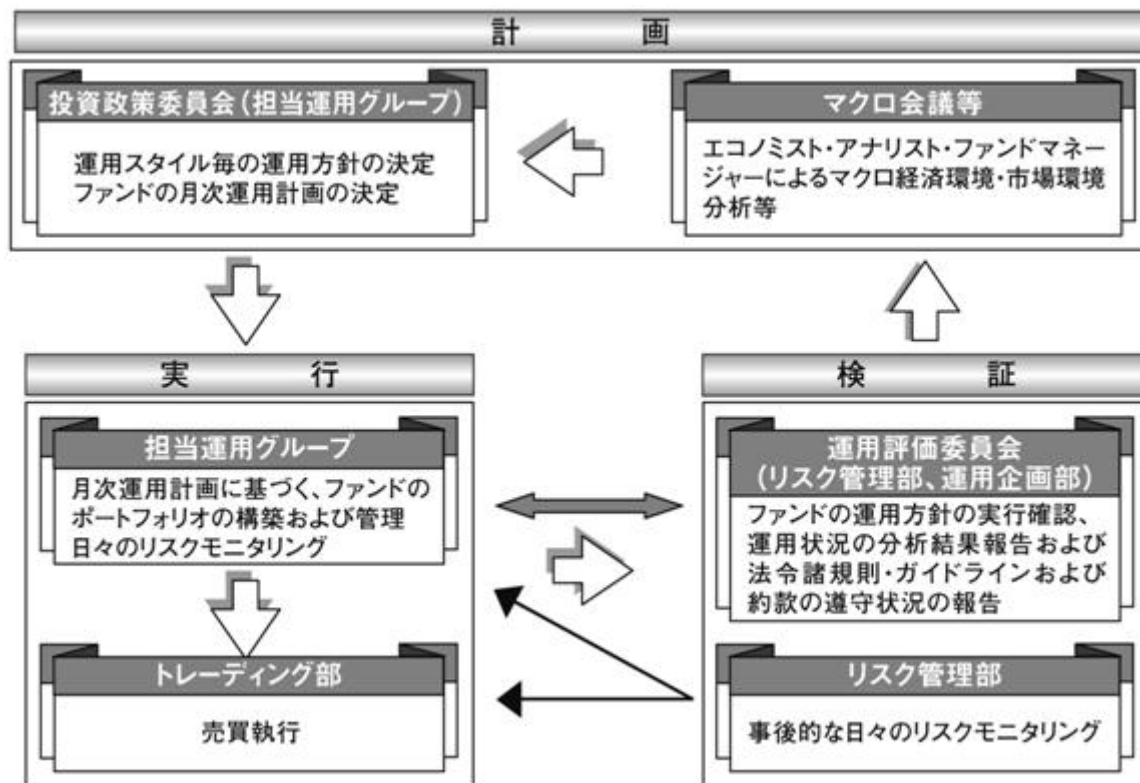 計　画
投資政策委員会(担当運用グループ)
運用スタイル毎の運用方針の決定
ファンドの月次運用計画の決定
マクロ会議等
エコノミスト・アナリスト・ファンドマネー
ジャーによるマクロ経済環境・市場環境
分析等
実　行
担当運用グループ
月次運用計画に基づく、ファンドの
ポートフォリオの構築および管理
日々のリスクモニタリング
トレーディング部
売買執行
検　証
運用評価委員会
(リスク管理部、運用企画部)
ファンドの運用方針の実行確認、
運用状況の分析結果報告および
法令諸規則・ガイドラインおよび
約款の遵守状況の報告
リスク管理部
事後的な日々のリスクモニタリング